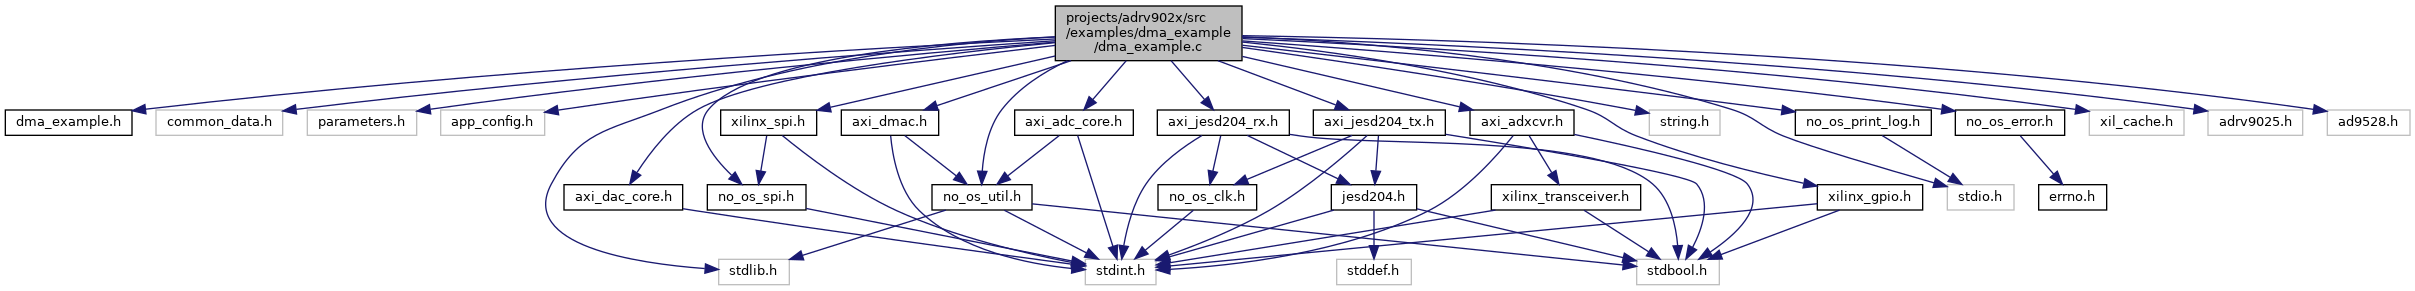 projects/adrv902x/src
/examples/dma_example
/dma_example.c
dma_example.h
common_data.h
parameters.h
app_config.h
xilinx_spi.h
axi_dmac.h
axi_adc_core.h
axi_jesd204_rx.h
axi_jesd204_tx.h
axi_adxcvr.h
string.h
no_os_print_log.h
no_os_error.h
xil_cache.h
adrv9025.h
ad9528.h
axi_dac_core.h
no_os_spi.h
no_os_util.h
no_os_clk.h
jesd204.h
xilinx_transceiver.h
xilinx_gpio.h
stdio.h
errno.h
stdlib.h
stdint.h
stddef.h
stdbool.h